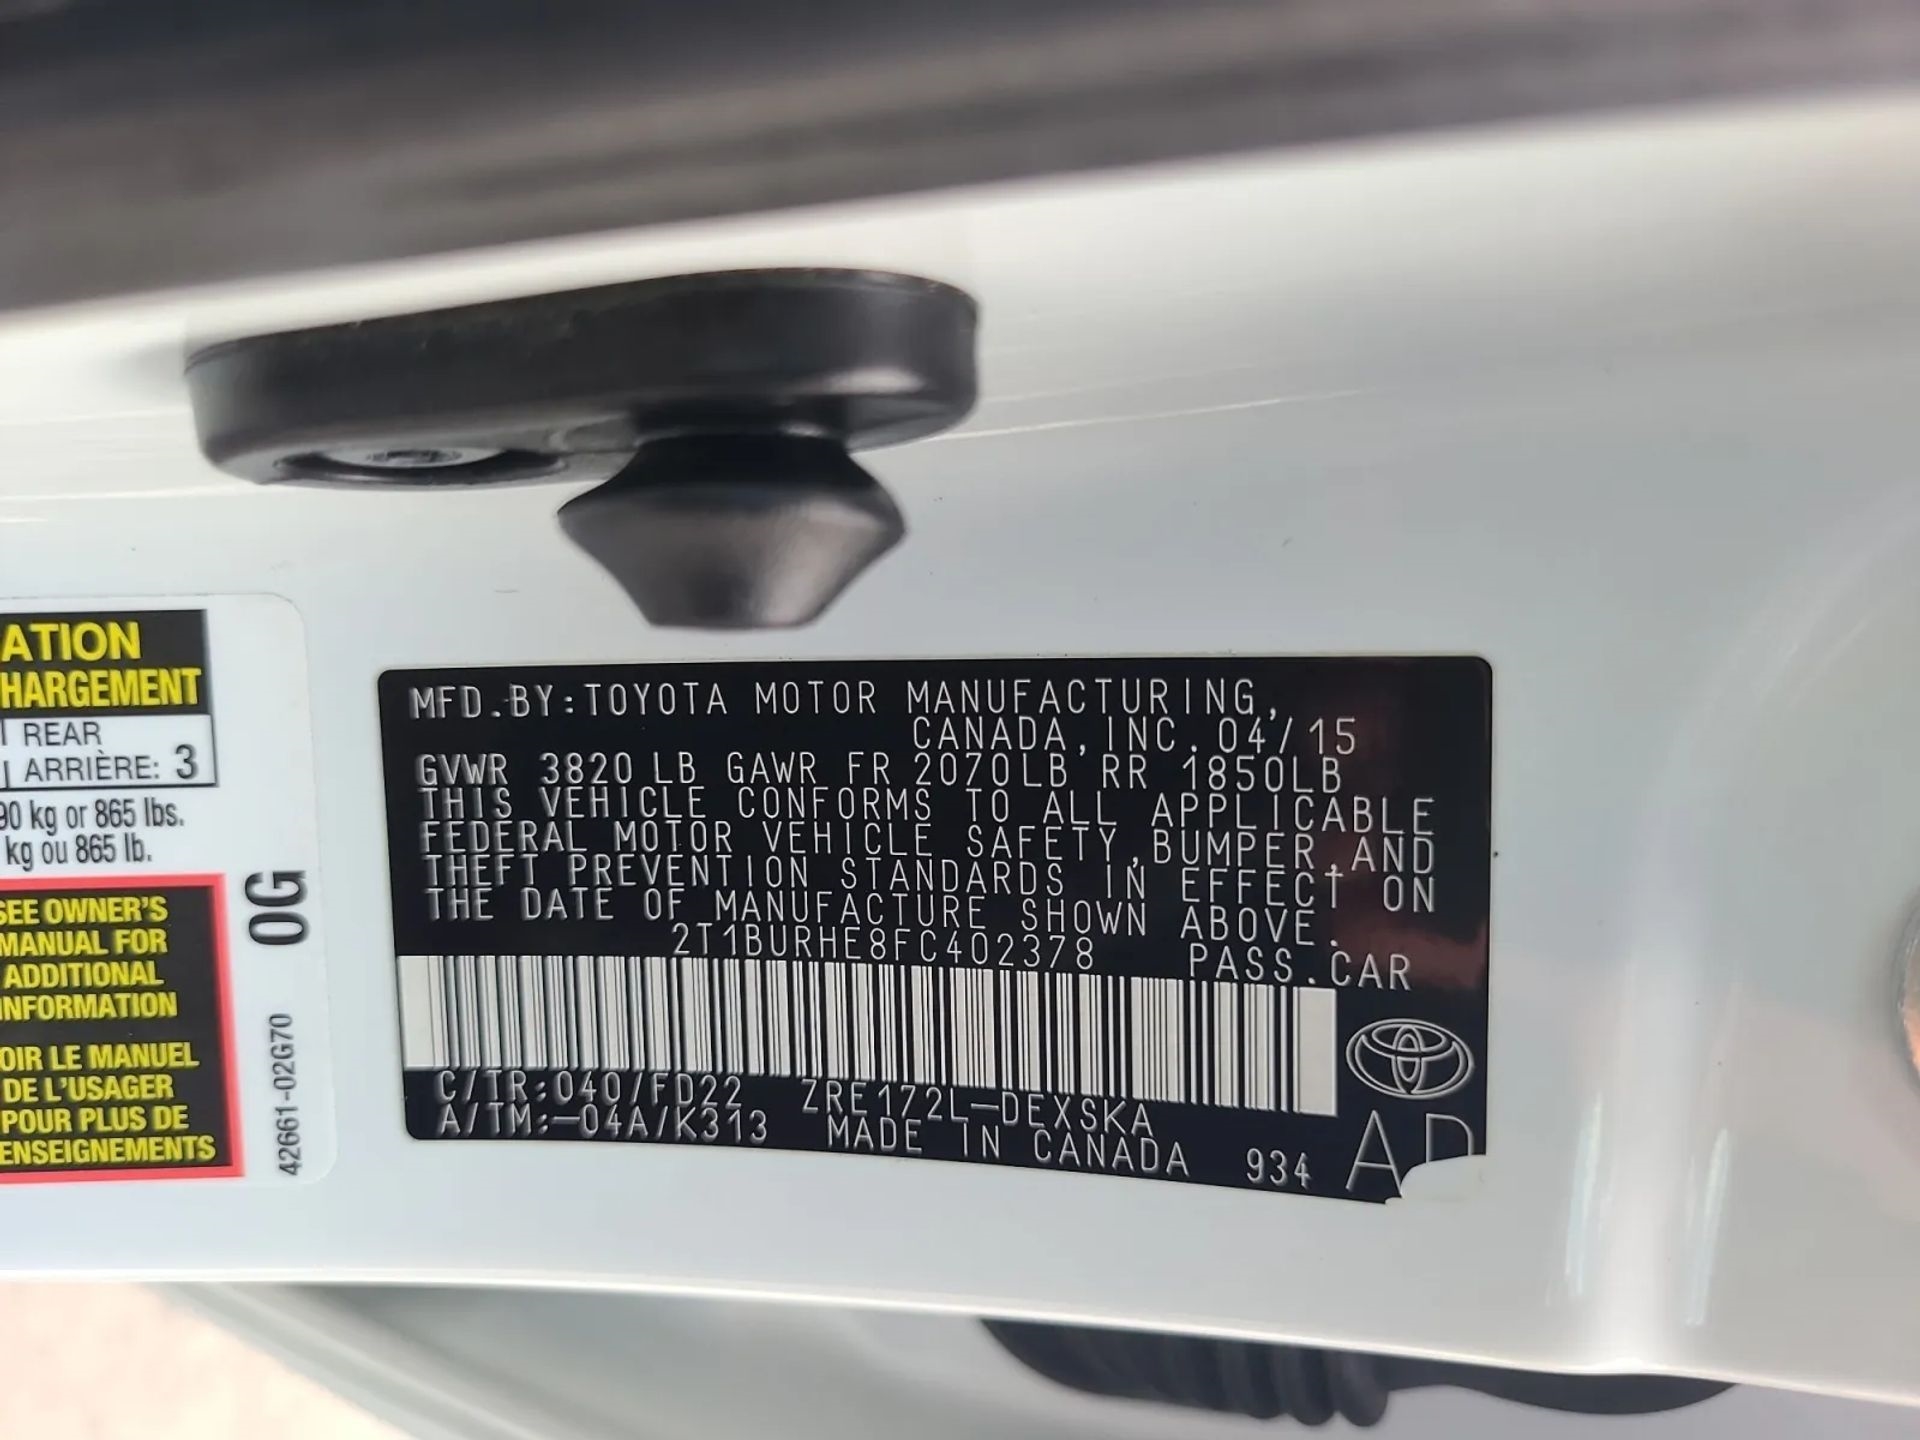 ATION
HARGEMENT
REAR
ARRIÈRE: 3
90 kg or 865 lbs.
kg ou 865 lb.
SEE OWNER'S
MANUAL FOR
ADDITIONAL
INFORMATION
OIR LE MANUEL
DE L'USAGER
POUR PLUS DE
ENSEIGNEMENTS
0G
42661-02G70
MFD.BY:TOYOTA MOTOR MANUFACTURING,
CANADA,INC. 04/15
GVWR 3820 LB GAWR FR 2070LB RR 1850LB
THIS VEHICLE CONFORMS TO ALL APPLICABLE
FEDERAL MOTOR VEHICLE SAFETY,BUMPER,AND
THEFT PREVENTION STANDARDS IN EFFECT ON
THE DATE OF MANUFACTURE SHOWN ABOVE.
2T1BURHE8FC402378 PASS.CAR
C/TR:040/FD22 ZRE172L-DEXSKA
A/TM:-04A/K313 MADE IN CANADA 934
AD